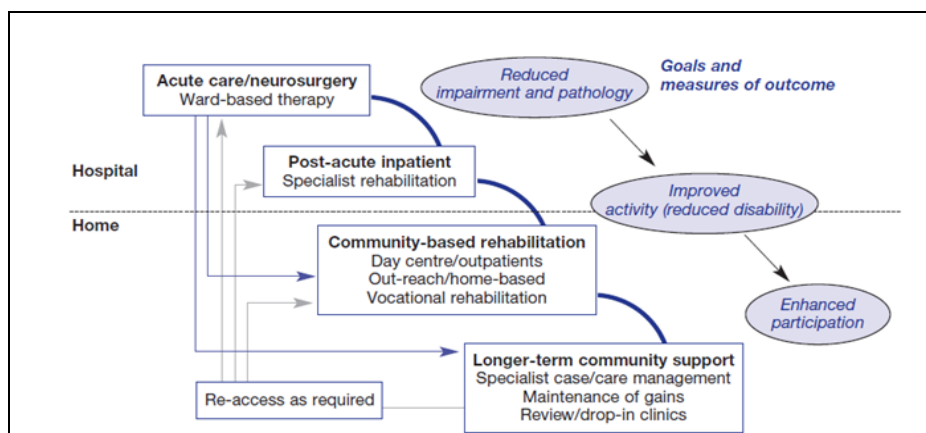 Acute care/neurosurgery
Ward-based therapy
Reduced
impairment and pathology
Goals and
measures of outcome
Hospital
Post-acute inpatient
Specialist rehabilitation
Improved
activity (reduced disability)
Home
Community-based rehabilitation
Day centre/outpatients
Out-reach/home-based
Vocational rehabilitation
Enhanced
participation
Longer-term community support
Specialist case/care management
Maintenance of gains
Review/drop-in clinics
Re-access as required